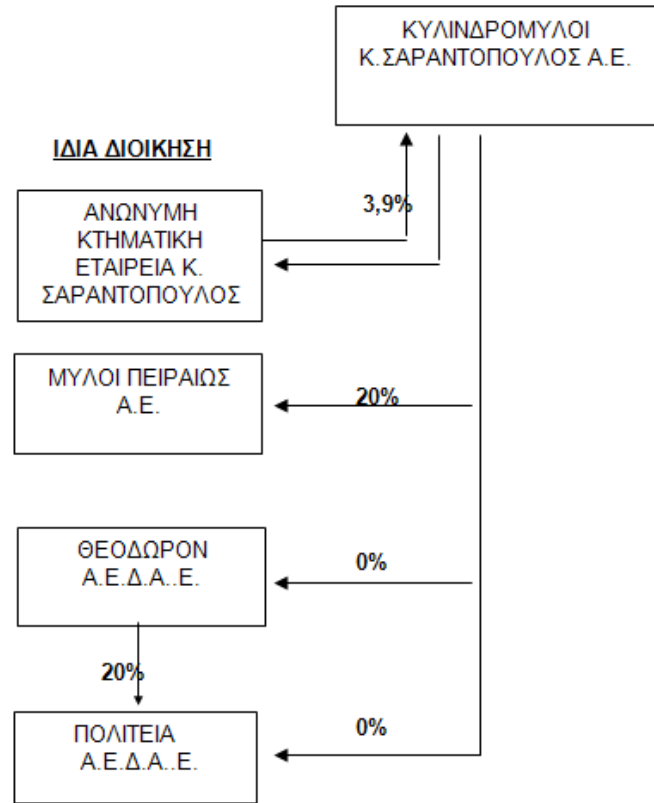 ΚΥΛΙΝΔΡΟΜΥΛΟΙ
Κ.ΣΑΡΑΝΤΟΠΟΥΛΟΣ Α.Ε.
ΙΔΙΑ ΔΙΟΙΚΗΣΗ
3,9%
ΑΝΩΝΥΜΗ
ΚΤΗΜΑΤΙΚΗ
ΕΤΑΙΡΕΙΑ Κ.
ΣΑΡΑΝΤΟΠΟΥΛΟΣ
ΜΥΛΟΙ ΠΕΙΡΑΙΩΣ
Α.Ε.
20%
ΘΕΟΔΩΡΟΝ
Α.Ε.Δ.Α..Ε.
0%
20%
ΠΟΛΙΤΕΙΑ
Α.Ε.Δ.Α..Ε.
0%